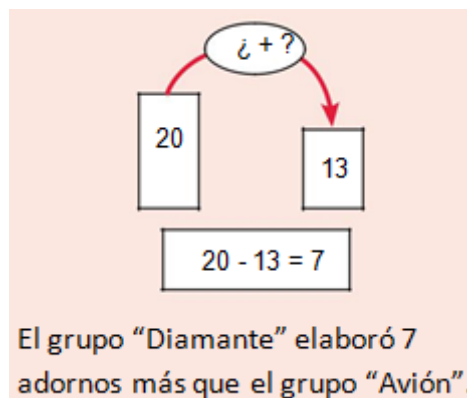 ¿ + ?
20
13
20 - 13 = 7
El grupo “Diamante” elaboró 7
adornos más que el grupo “Avión”.